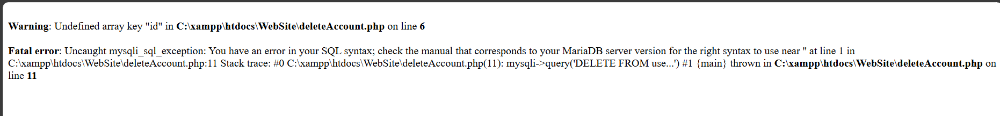 Warning: Undefined array key "id" in C:\xampp\htdocs\WebSite\deleteAccount.php on line 6
Fatal error: Uncaught mysqli_sql_exception: You have an error in your SQL syntax; check the manual that corresponds to your MariaDB server version for the right syntax to use near '' at line 1 in
C:\xampp\htdocs\WebSite\deleteAccount.php:11 Stack trace: #0 C:\xampp\htdocs\WebSite\deleteAccount.php(11): mysqli->query('DELETE FROM use...') #1 {main} thrown in C:\xampp\htdocs\WebSite\deleteAccount.php on
line 11